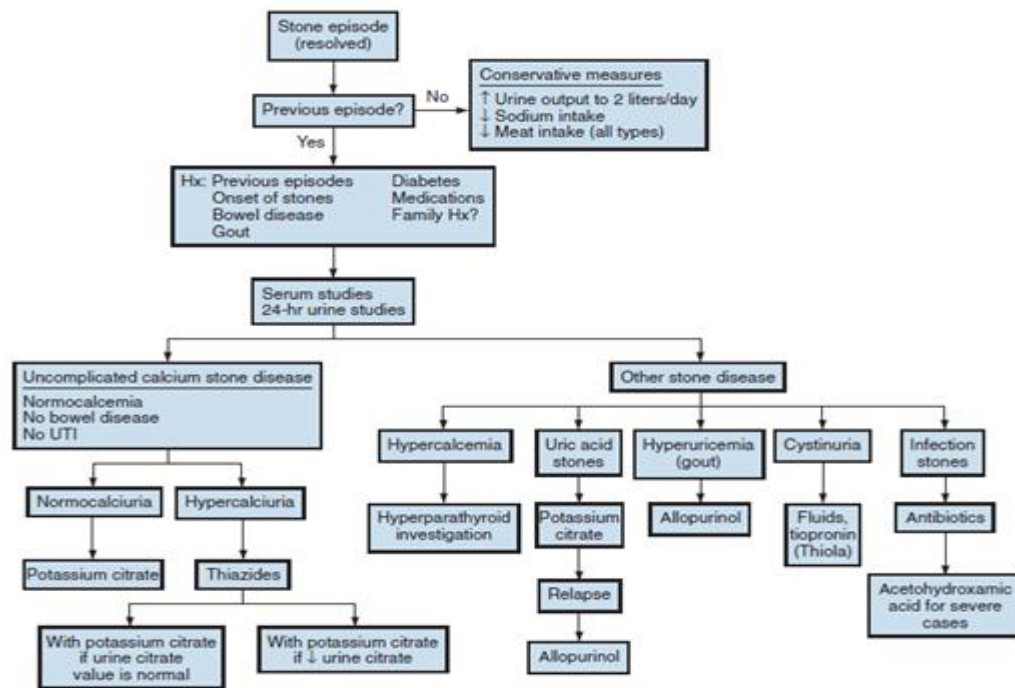 Stone episode
(resolved)
Conservative measures
↑ Urine output to 2 liters/day
↓ Sodium intake
↓ Meat intake (all types)
No
Previous episode?
Yes
Hx: Previous episodes Diabetes
Onset of stones Medications
Bowel disease Family Hx?
Gout
Serum studies
24-hr urine studies
Uncomplicated calcium stone disease
Normocalcemia
No bowel disease
No UTI
Other stone disease
Normocalciuria
Hypercalciuria
Potassium citrate
Thiazides
With potassium citrate
if urine citrate
value is normal
With potassium citrate
if ↓ urine citrate
Hypercalcemia
Hyperparathyroid
investigation
Uric acid
stones
Potassium
citrate
Relapse
Allopurinol
Hyperuricemia
(gout)
Allopurinol
Cystinuria
Fluids,
tiopronin
(Thiola)
Infection
stones
Antibiotics
Acetohydroxamic
acid for severe
cases